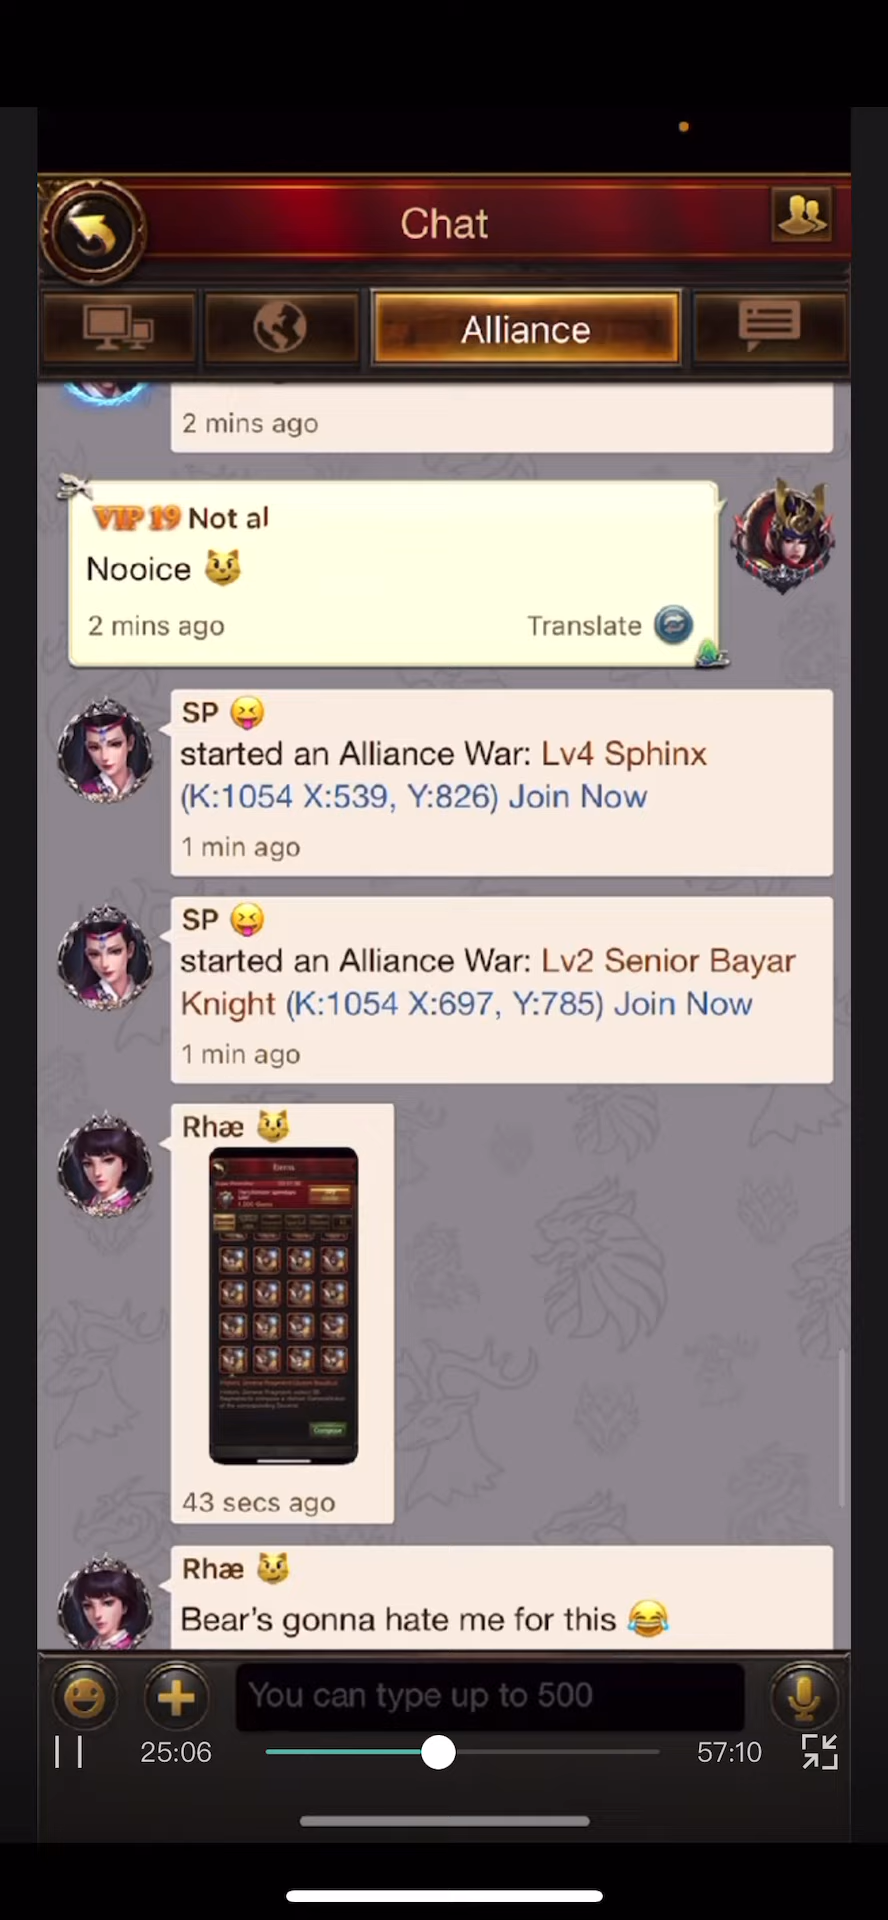 Chat
Alliance
2 mins ago
VIP 19 Not al
Nooice 😼
2 mins ago
Translate
SP 😝
started an Alliance War: Lv4 Sphinx
(K:1054 X:539, Y:826) Join Now
1 min ago
SP 😝
started an Alliance War: Lv2 Senior Bayar
Knight (K:1054 X:697, Y:785) Join Now
1 min ago
Rhæ 😼
43 secs ago
Rhæ 😼
Bear's gonna hate me for this 😂
You can type up to 500
25:06
57:10